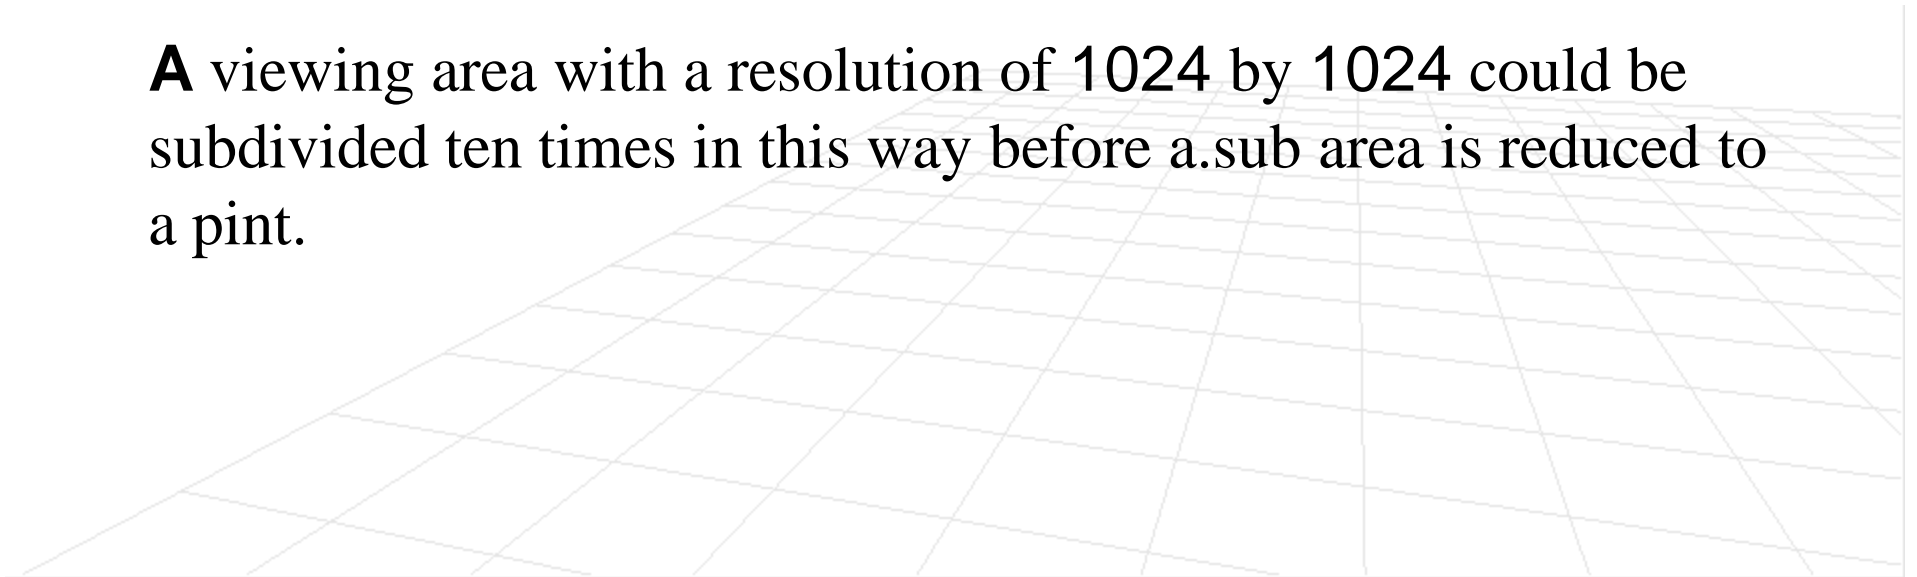 A viewing area with a resolution of 1024 by 1024 could be
subdivided ten times in this way before a.sub area is reduced to
a pint.